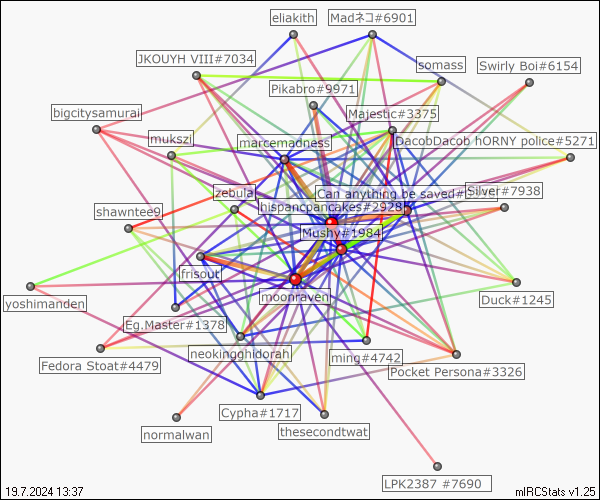 eliakith
Madネコ#6901
JKOUYH VIII#7034
somass
Swirly Boi#6154
Pikabro#9971
bigcitysamurai
Majestic#3375
mukszi
marcemadness
DacobDacob hORNY police#5271
zebula
Can anything be saved#
Silver#7938
shawntee9
hispancpancakes#2928
Mushy#1984
frisout
moonraven
yoshimanden
Duck#1245
Eg.Master#1378
neokingghidorah
ming#4742
Fedora Stoat#4479
Pocket Persona#3326
Cypha#1717
normalwan
thesecondtwat
LPK2387 #7690
19.7.2024 13:37
mIRCStats v1.25